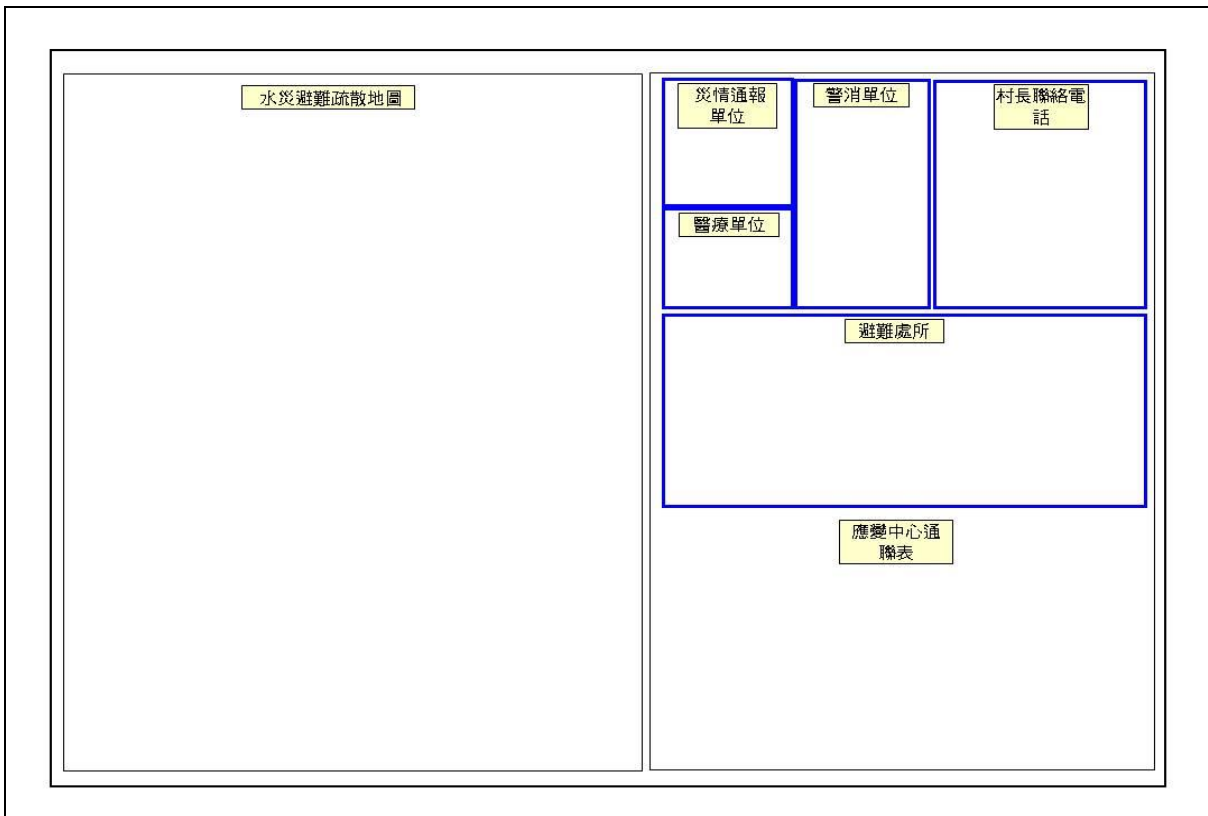 水災避難疏散地圖
災情通報
單位
警消單位
村長聯絡電
話
醫療單位
避難處所
應變中心通
聯表